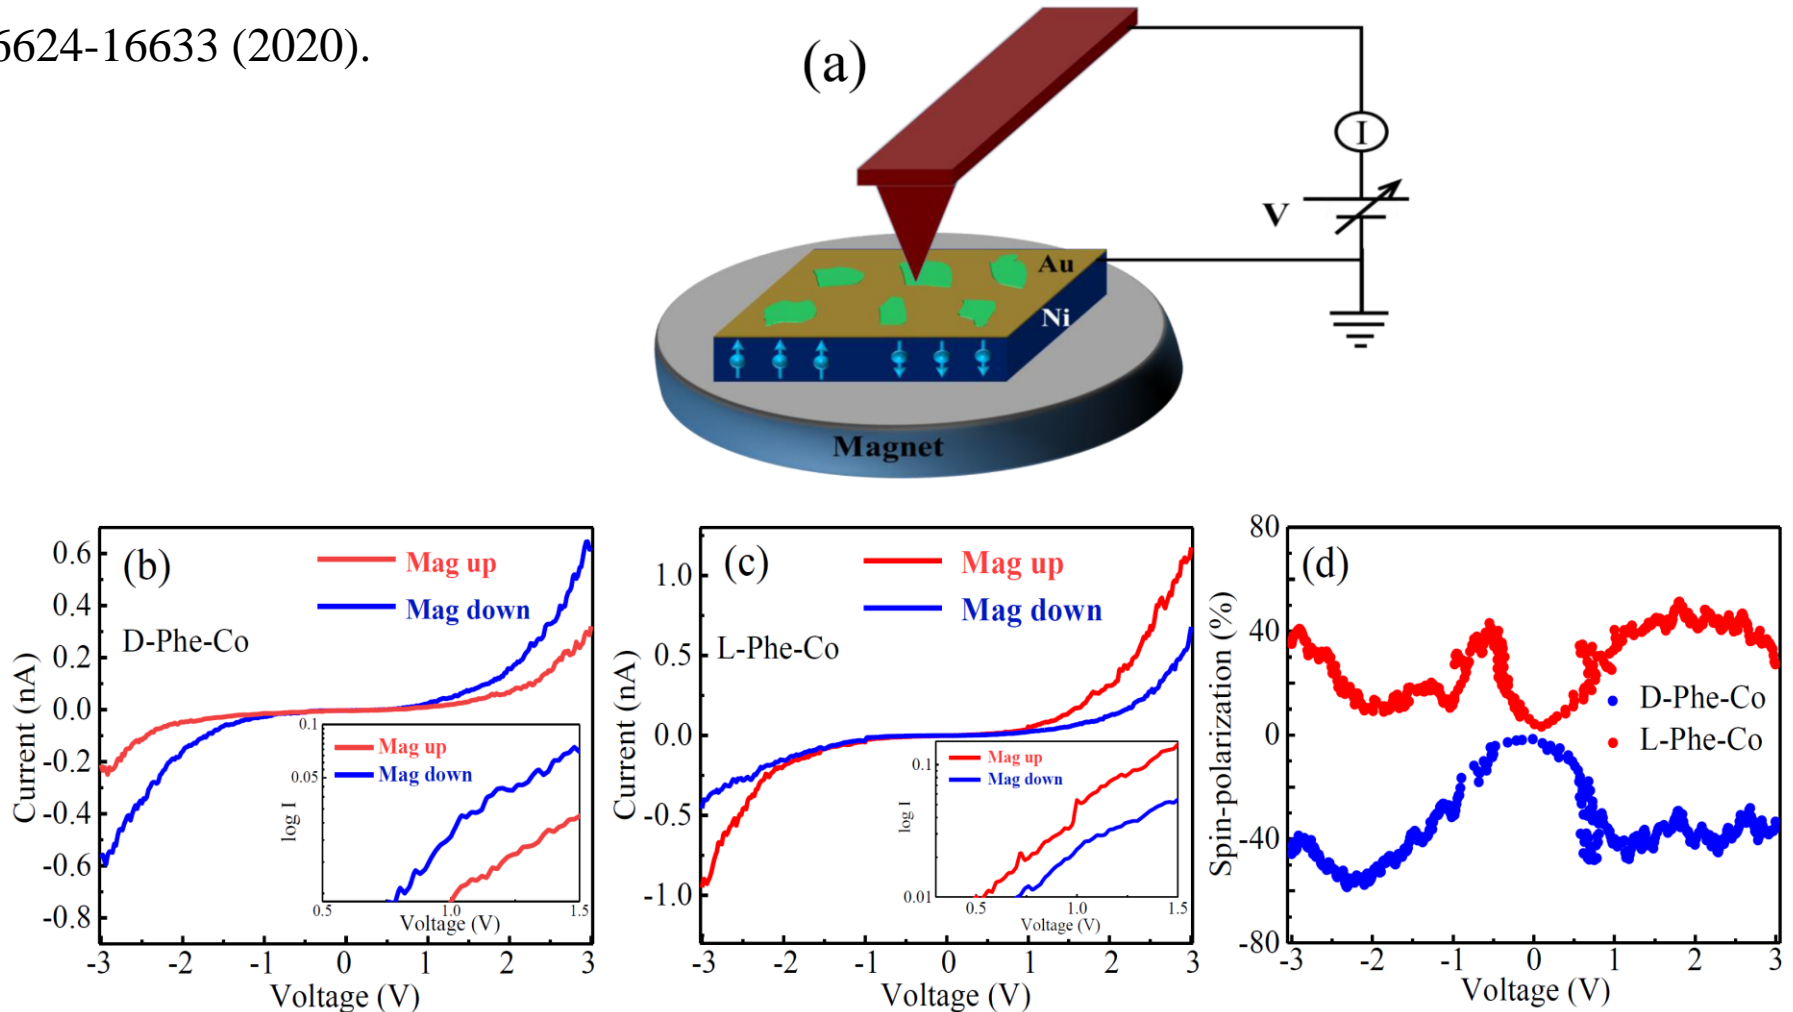 6624-16633 (2020).
(a)
I
V
Au
Ni
Magnet
(b)
Mag up
Mag down
D-Phe-Co
Current (nA)
0.6
0.4
0.2
0.0
-0.2
-0.4
-0.6
-0.8
-3 -2 -1 0 1 2 3
Voltage (V)
Mag up
Mag down
log I
0.1
0.05
0.5 1.0 1.5
Voltage (V)
(c)
Mag up
Mag down
L-Phe-Co
Current (nA)
1.0
0.5
0.0
-0.5
-1.0
-3 -2 -1 0 1 2 3
Voltage (V)
Mag up
Mag down
log I
0.1
0.01
0.5 1.0 1.5
Voltage (V)
(d)
Spin-polarization (%)
80
40
0
-40
-80
D-Phe-Co
L-Phe-Co
-3 -2 -1 0 1 2 3
Voltage (V)